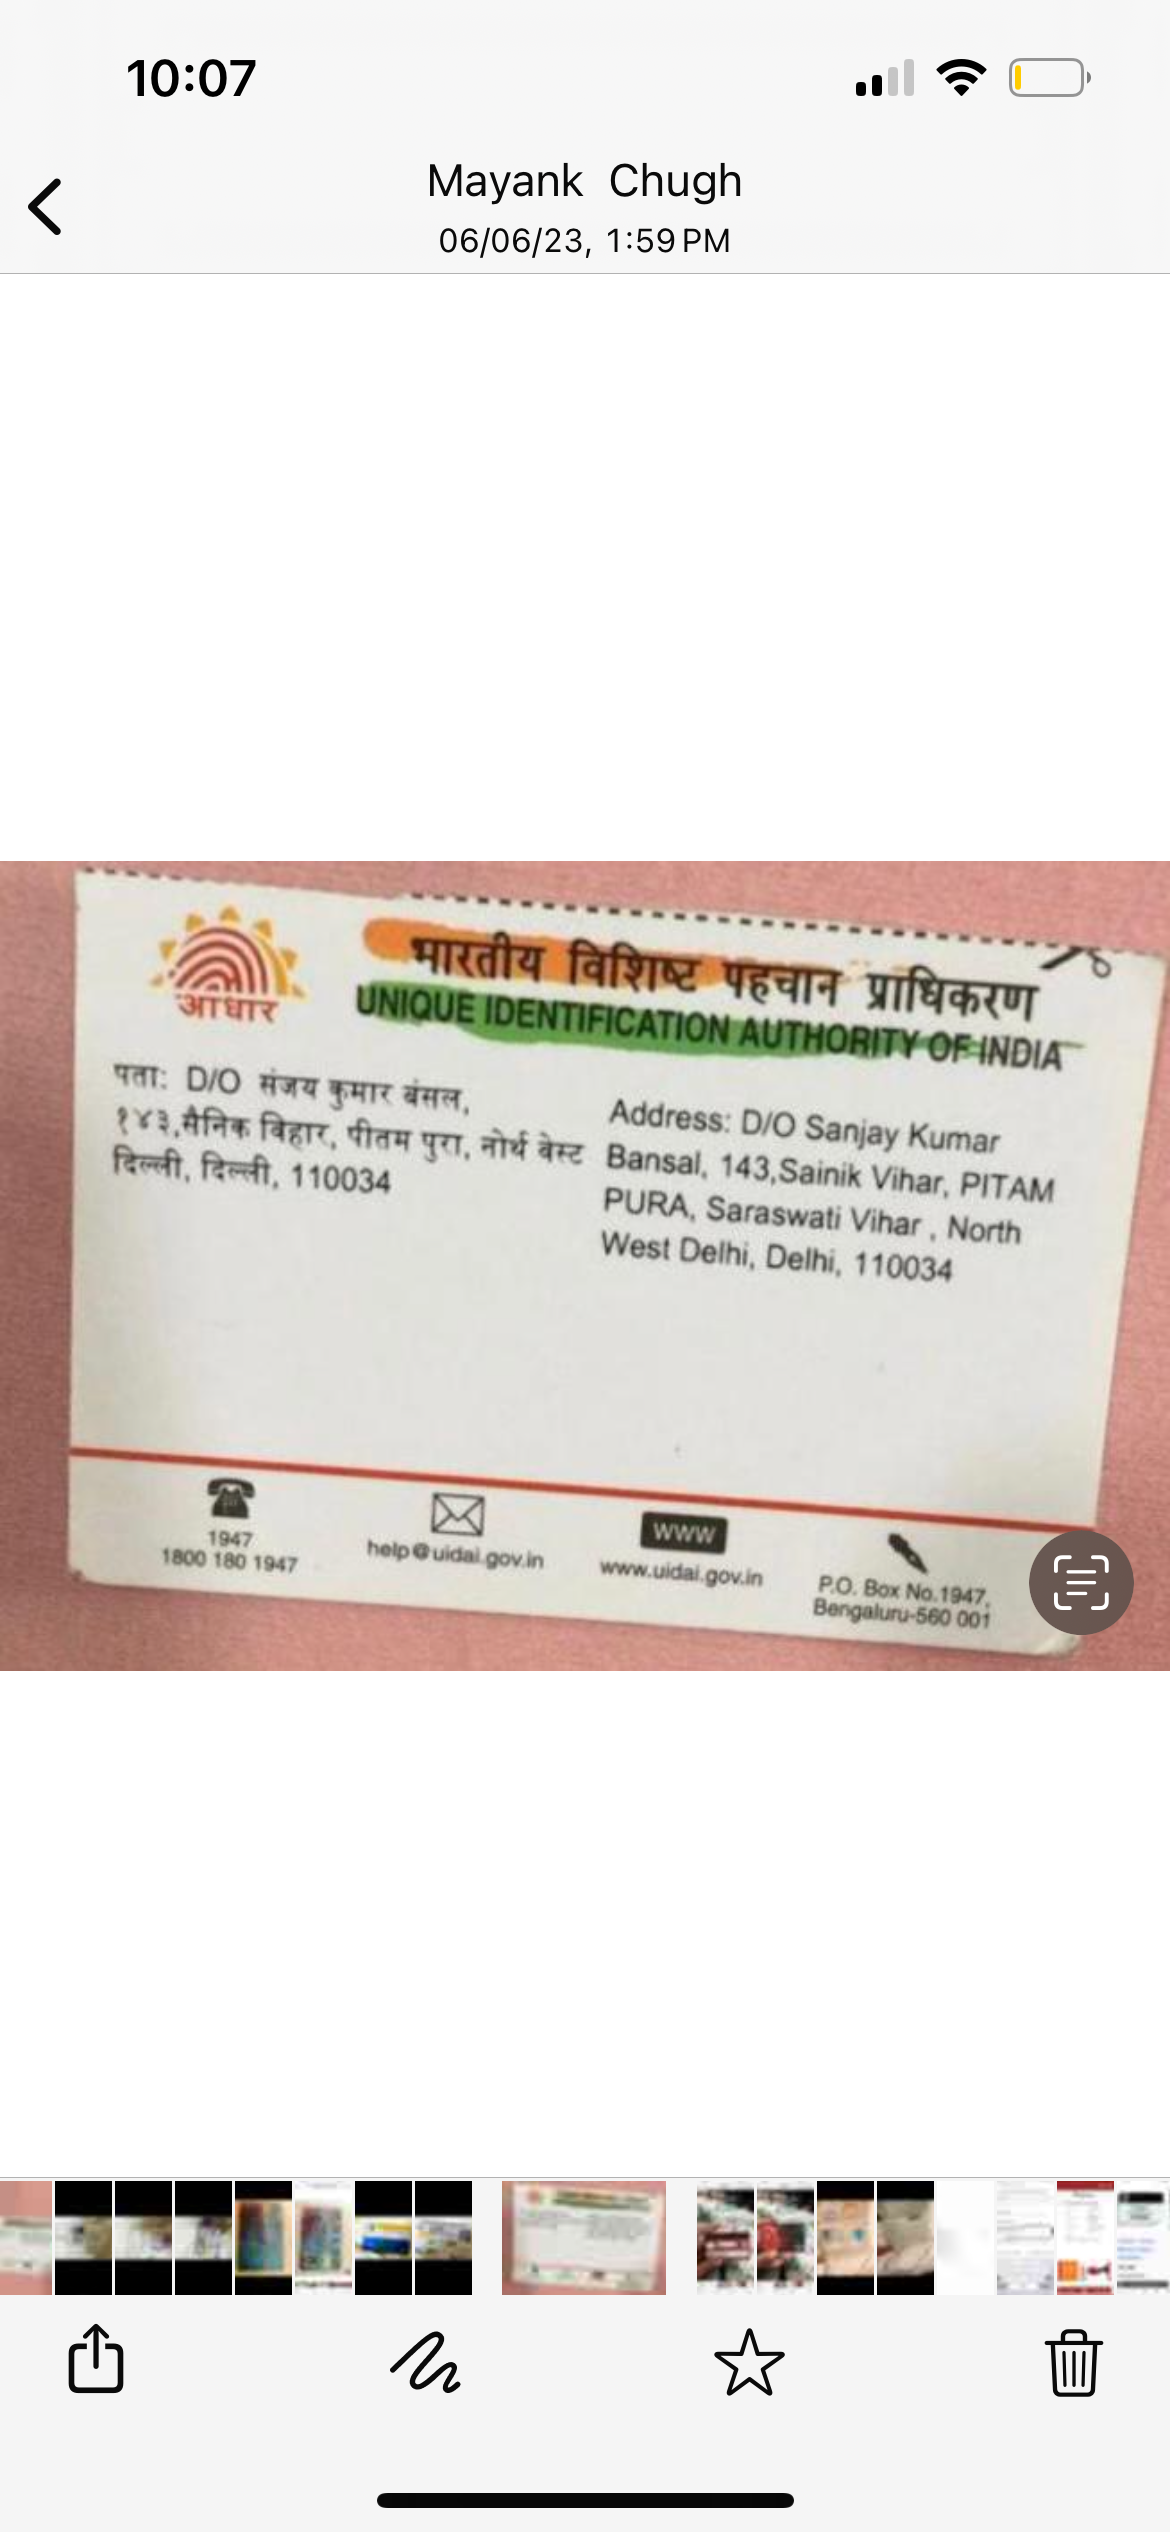 10:07
Mayank Chugh
06/06/23, 1:59 PM
आधार
भारतीय विशिष्ट पहचान प्राधिकरण
UNIQUE IDENTIFICATION AUTHORITY OF INDIA
पता: D/O संजय कुमार बंसल,
१४३,सैनिक विहार, पीतम पुरा, नोर्थ वेस्ट
दिल्ली, दिल्ली, 110034
Address: D/O Sanjay Kumar
Bansal, 143,Sainik Vihar, PITAM
PURA, Saraswati Vihar , North
West Delhi, Delhi, 110034
1947
1800 180 1947
help@uidai.gov.in
www
www.uidai.gov.in
P.O. Box No.1947,
Bengaluru-560 001